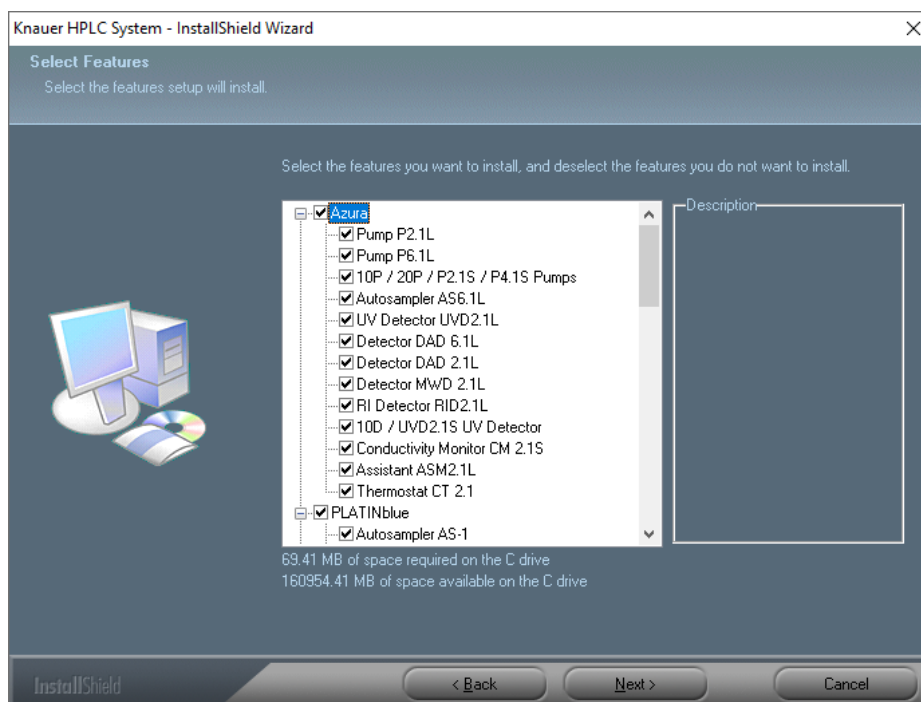 Knauer HPLC System - InstallShield Wizard
Select Features
Select the features setup will install.
Select the features you want to install, and deselect the features you do not want to install.
Azura
Pump P2.1L
Pump P6.1L
10P / 20P / P2.1S / P4.1S Pumps
Autosampler AS6.1L
UV Detector UVD2.1L
Detector DAD 6.1L
Detector DAD 2.1L
Detector MWD 2.1L
RI Detector RID2.1L
10D / UVD2.1S UV Detector
Conductivity Monitor CM 2.1S
Assistant ASM2.1L
Thermostat CT 2.1
PLATINblue
Autosampler AS-1
Description
69.41 MB of space required on the C drive
160954.41 MB of space available on the C drive
InstallShield
< Back
Next >
Cancel